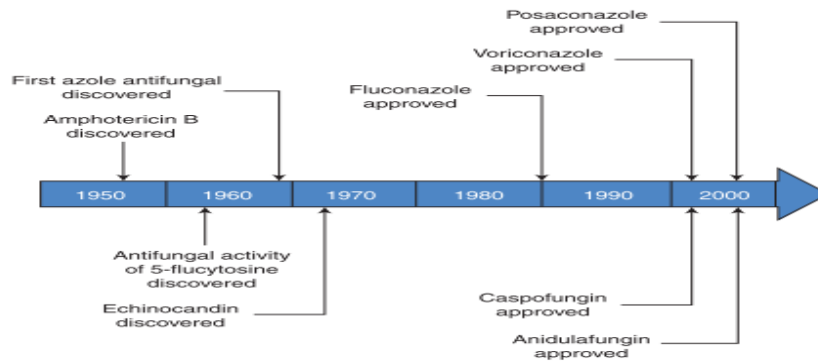 Posaconazole
approved
Voriconazole
approved
First azole antifungal
discovered
Fluconazole
approved
Amphotericin B
discovered
1950 1960 1970 1980 1990 2000
Antifungal activity
of 5-flucytosine
discovered
Echinocandin
discovered
Caspofungin
approved
Anidulafungin
approved